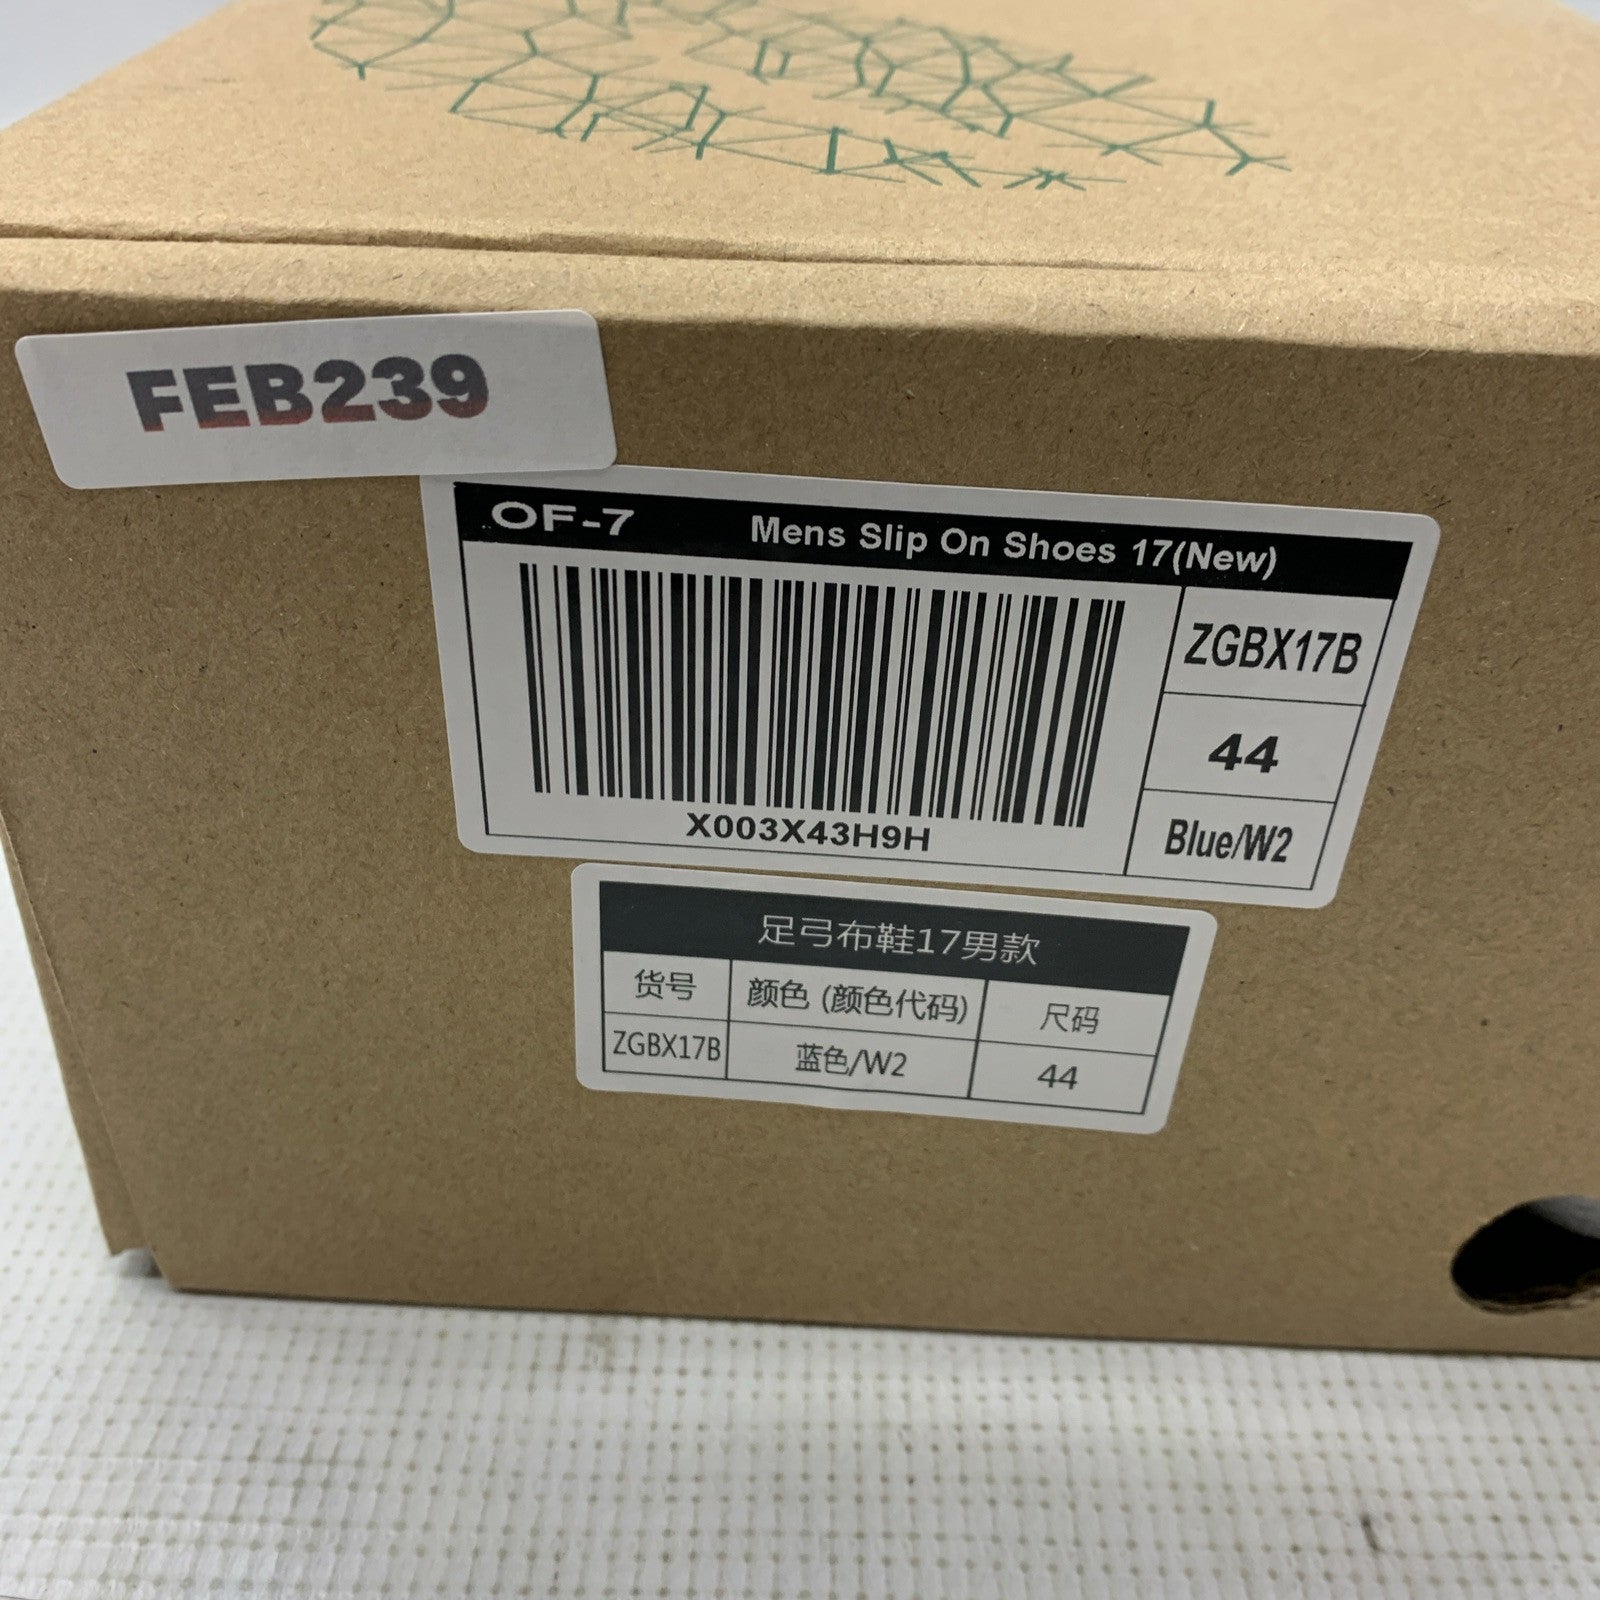 FEB239
OF-7 Mens Slip On Shoes 17(New)
ZGBX17B
44
X003X43H9H
Blue/W2
足弓布鞋17男款
货号 颜色 (颜色代码) 尺码
ZGBX17B 蓝色/W2 44